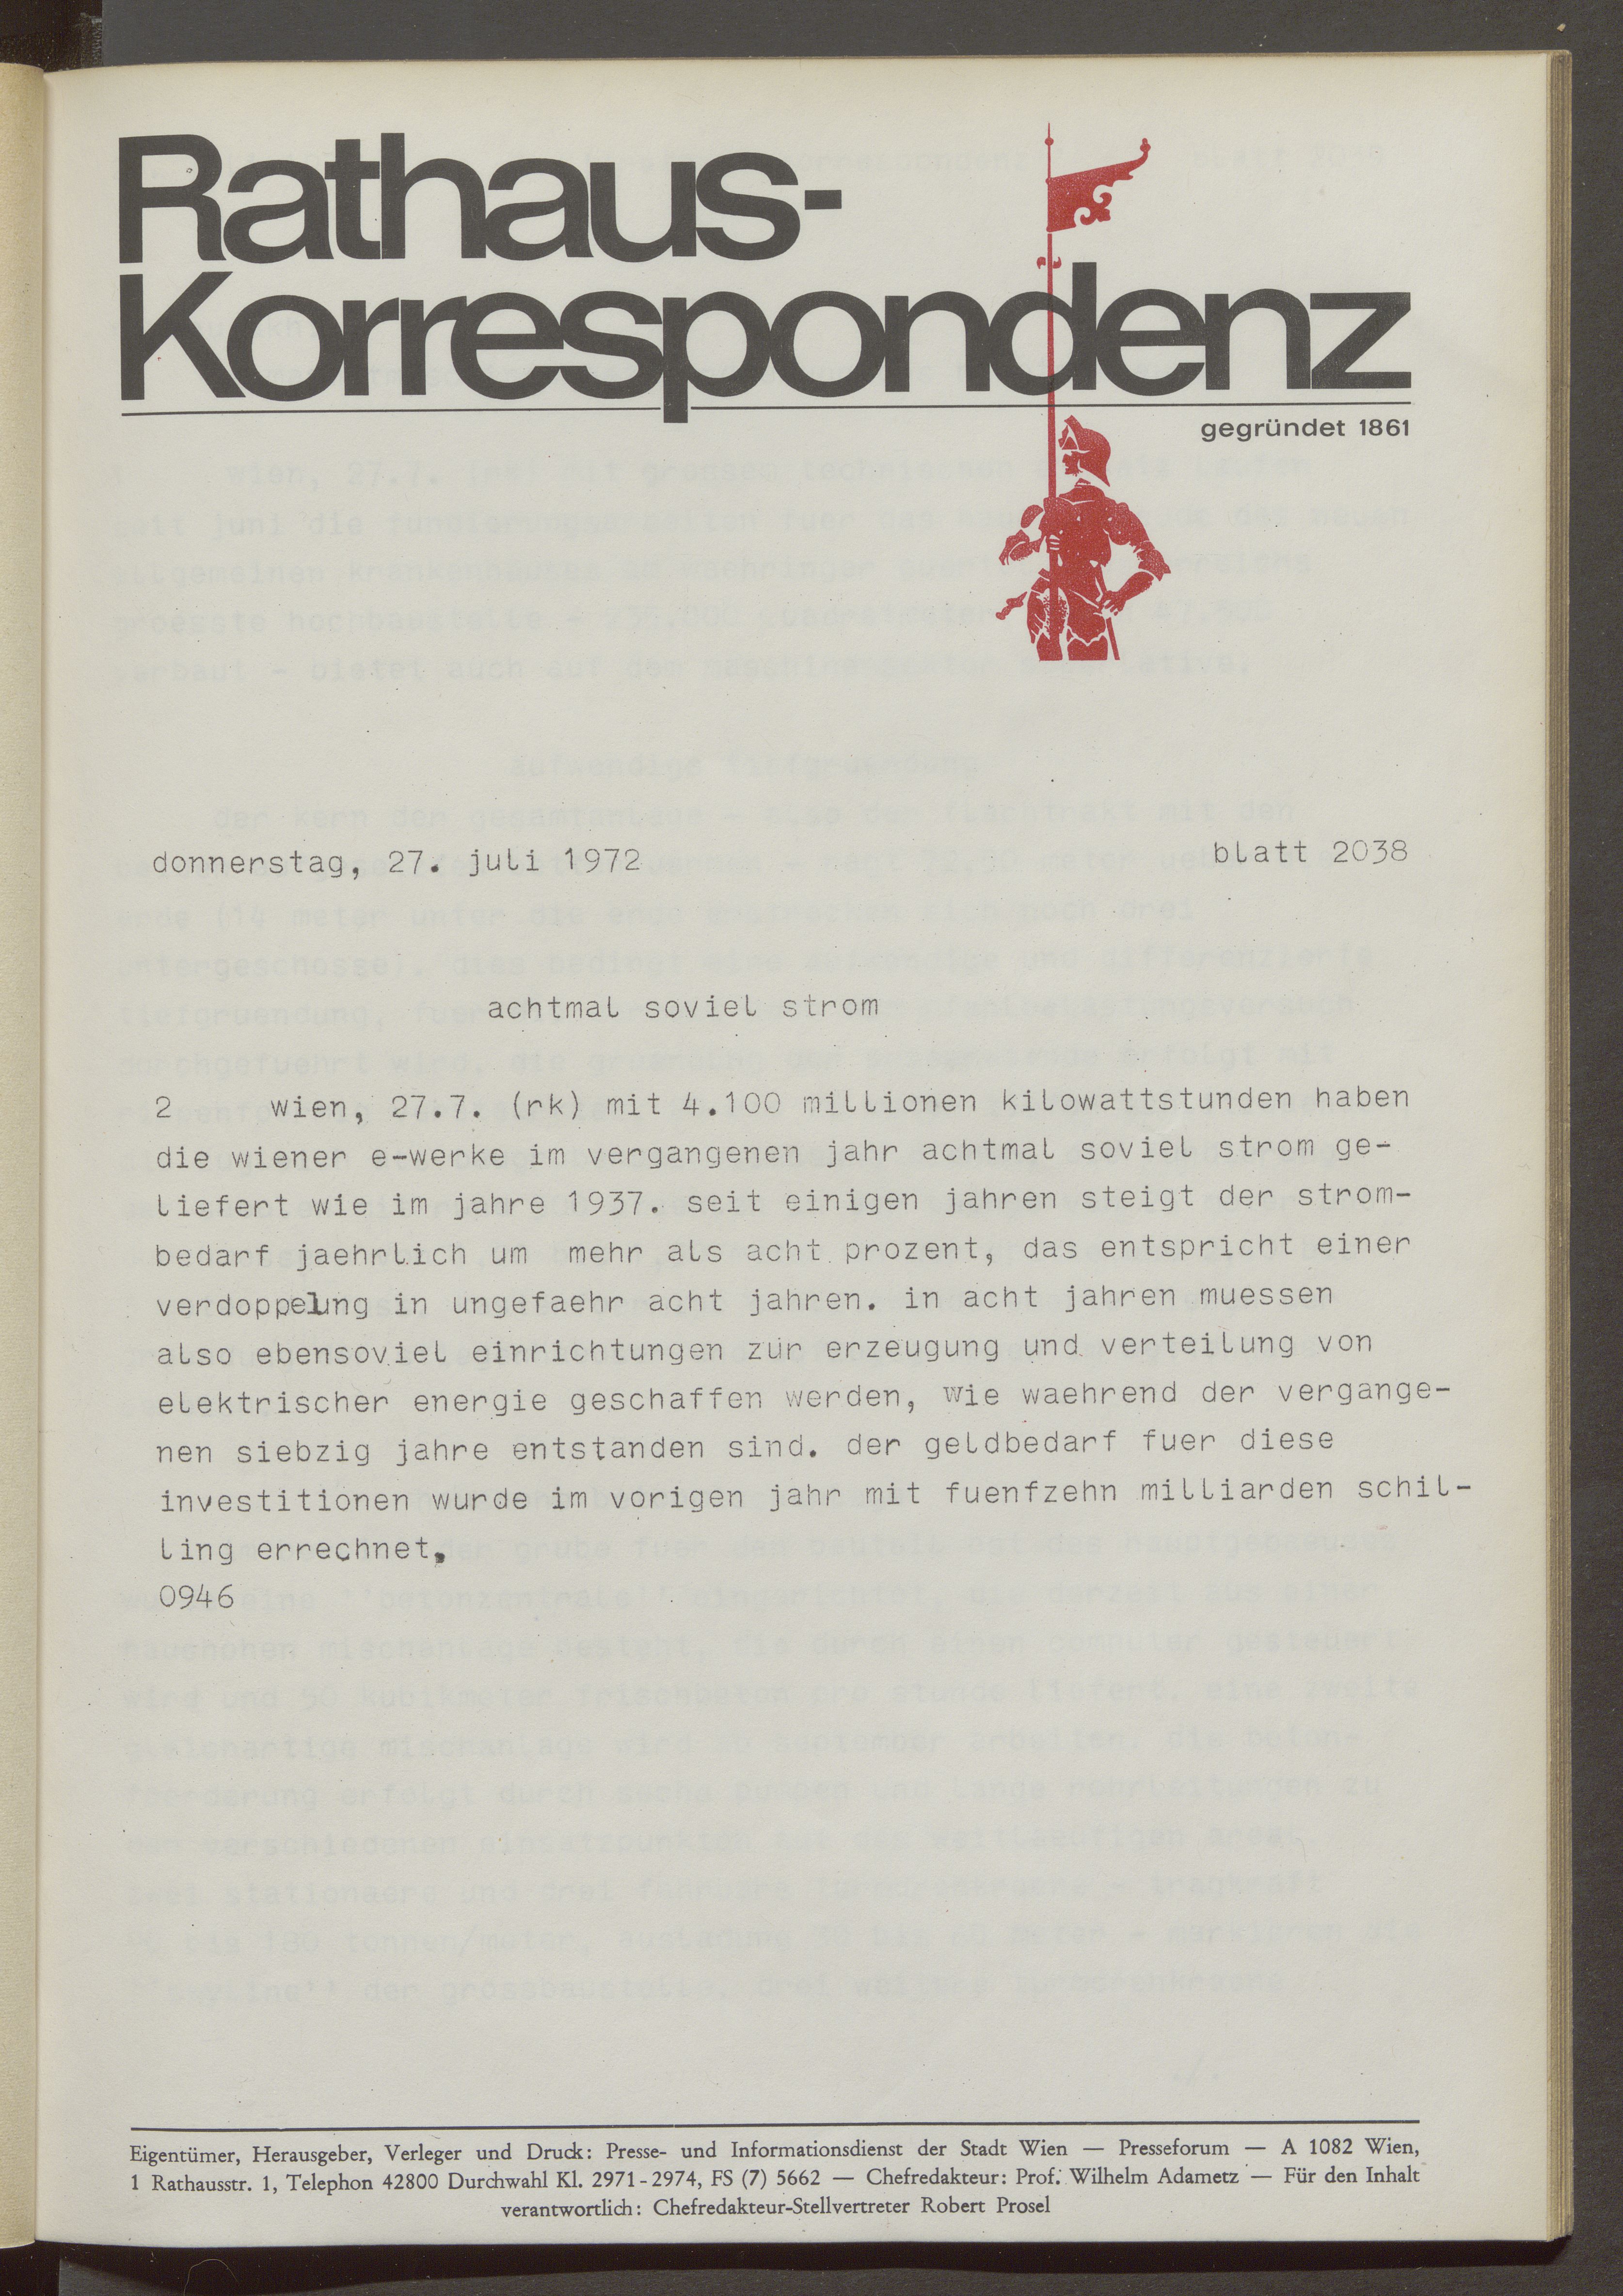 Rathaus-
Korrespondenz
gegründet 1861
donnerstag, 27. juli 1972 blatt 2038
achtmal soviel strom
2 wien, 27.7. (rk) mit 4.100 millionen kilowattstunden haben
die wiener e-werke im vergangenen jahr achtmal soviel strom ge-
liefert wie im jahre 1937. seit einigen jahren steigt der strom-
bedarf jaehrlich um mehr als acht prozent, das entspricht einer
verdoppelung in ungefaehr acht jahren. in acht jahren muessen
also ebensoviel einrichtungen zur erzeugung und verteilung von
elektrischer energie geschaffen werden, wie waehrend der vergange-
nen siebzig jahre entstanden sind. der geldbedarf fuer diese
investitionen wurde im vorigen jahr mit fuenfzehn milliarden schil-
ling errechnet.
0946
Eigentümer, Herausgeber, Verleger und Druck: Presse- und Informationsdienst der Stadt Wien — Presseforum — A 1082 Wien,
1 Rathausstr. 1, Telephon 42800 Durchwahl Kl. 2971-2974, FS (7) 5662 — Chefredakteur: Prof. Wilhelm Adametz — Für den Inhalt
verantwortlich: Chefredakteur-Stellvertreter Robert Prosel